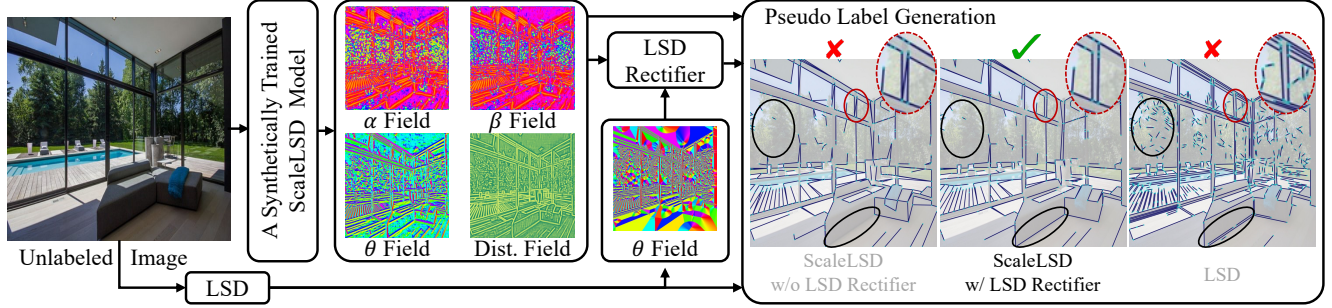 Unlabeled Image
LSD
A Synthetically Trained
ScaleLSD Model
α Field
β Field
θ Field
Dist. Field
LSD
Rectifier
θ Field
Pseudo Label Generation
✘
✓
✘
ScaleLSD
w/o LSD Rectifier
ScaleLSD
w/ LSD Rectifier
LSD